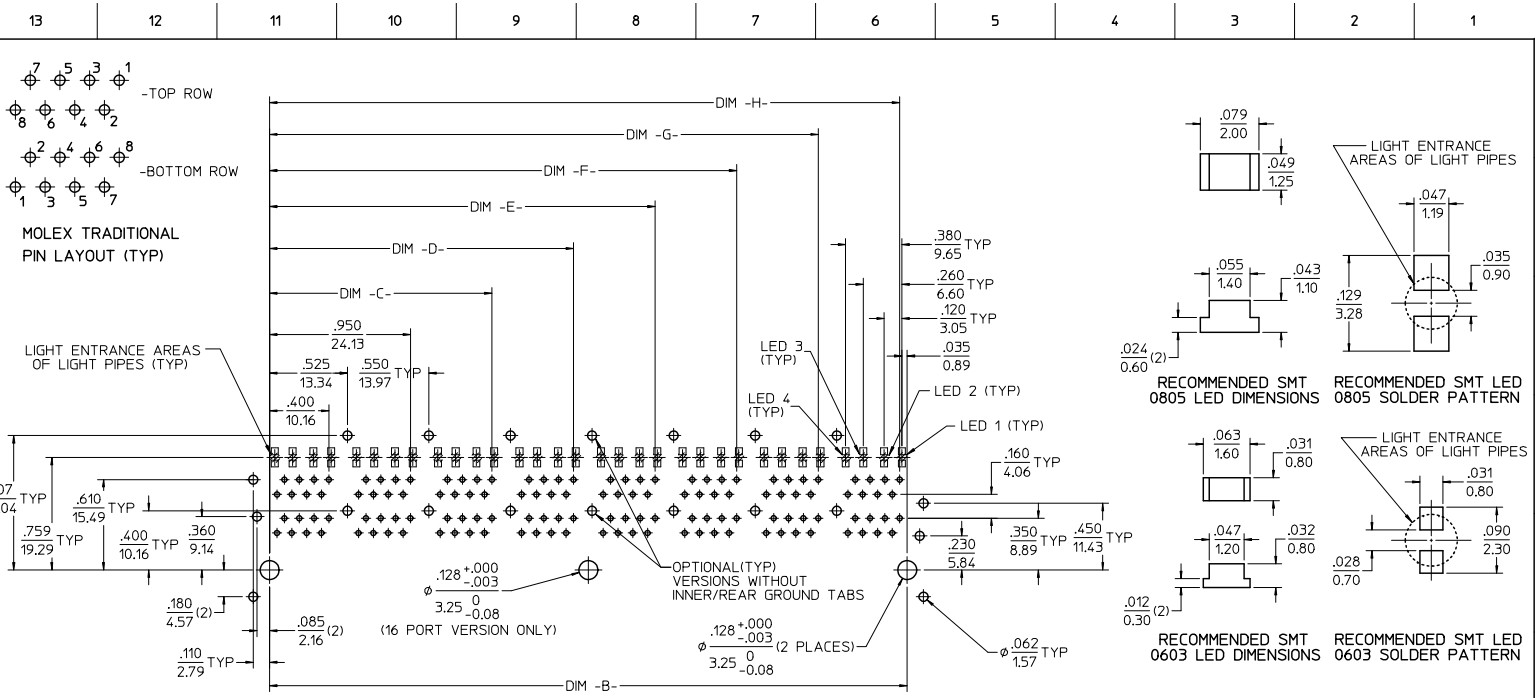 13 12 11 10 9 8 7 6 5 4 3 2 1
7 5 3 1
-TOP ROW
8 6 4 2
2 4 6 8
-BOTTOM ROW
1 3 5 7
MOLEX TRADITIONAL
PIN LAYOUT (TYP)
DIM -H-
DIM -G-
DIM -F-
DIM -E-
DIM -D-
DIM -C-
.950
24.13
.525
13.34
.550
13.97
TYP
.400
10.16
LIGHT ENTRANCE AREAS
OF LIGHT PIPES (TYP)
.380
9.65
TYP
.260
6.60
TYP
.120
3.05
TYP
.035
0.89
LED 3
(TYP)
LED 4
(TYP)
LED 2 (TYP)
LED 1 (TYP)
.160
4.06
TYP
07
04
TYP
.759
19.29
TYP
.610
15.49
TYP
.400
10.16
TYP
.360
9.14
.230
5.84
.350
8.89
TYP
.450
11.43
TYP
.180
4.57
(2)
.085
2.16
(2)
.110
2.79
TYP
ø .128 +.000
-.003
3.25 0
-0.08
(16 PORT VERSION ONLY)
OPTIONAL(TYP)
VERSIONS WITHOUT
INNER/REAR GROUND TABS
ø .128 +.000
-.003
(2 PLACES)
3.25 0
-0.08
ø .062
1.57
TYP
DIM -B-
.079
2.00
.049
1.25
.055
1.40
.043
1.10
.024
0.60
(2)
RECOMMENDED SMT
0805 LED DIMENSIONS
LIGHT ENTRANCE
AREAS OF LIGHT PIPES
.047
1.19
.035
0.90
.129
3.28
RECOMMENDED SMT LED
0805 SOLDER PATTERN
.063
1.60
.031
0.80
.047
1.20
.032
0.80
.012
0.30
(2)
RECOMMENDED SMT
0603 LED DIMENSIONS
LIGHT ENTRANCE
AREAS OF LIGHT PIPES
.031
0.80
.090
2.30
.028
0.70
RECOMMENDED SMT LED
0603 SOLDER PATTERN